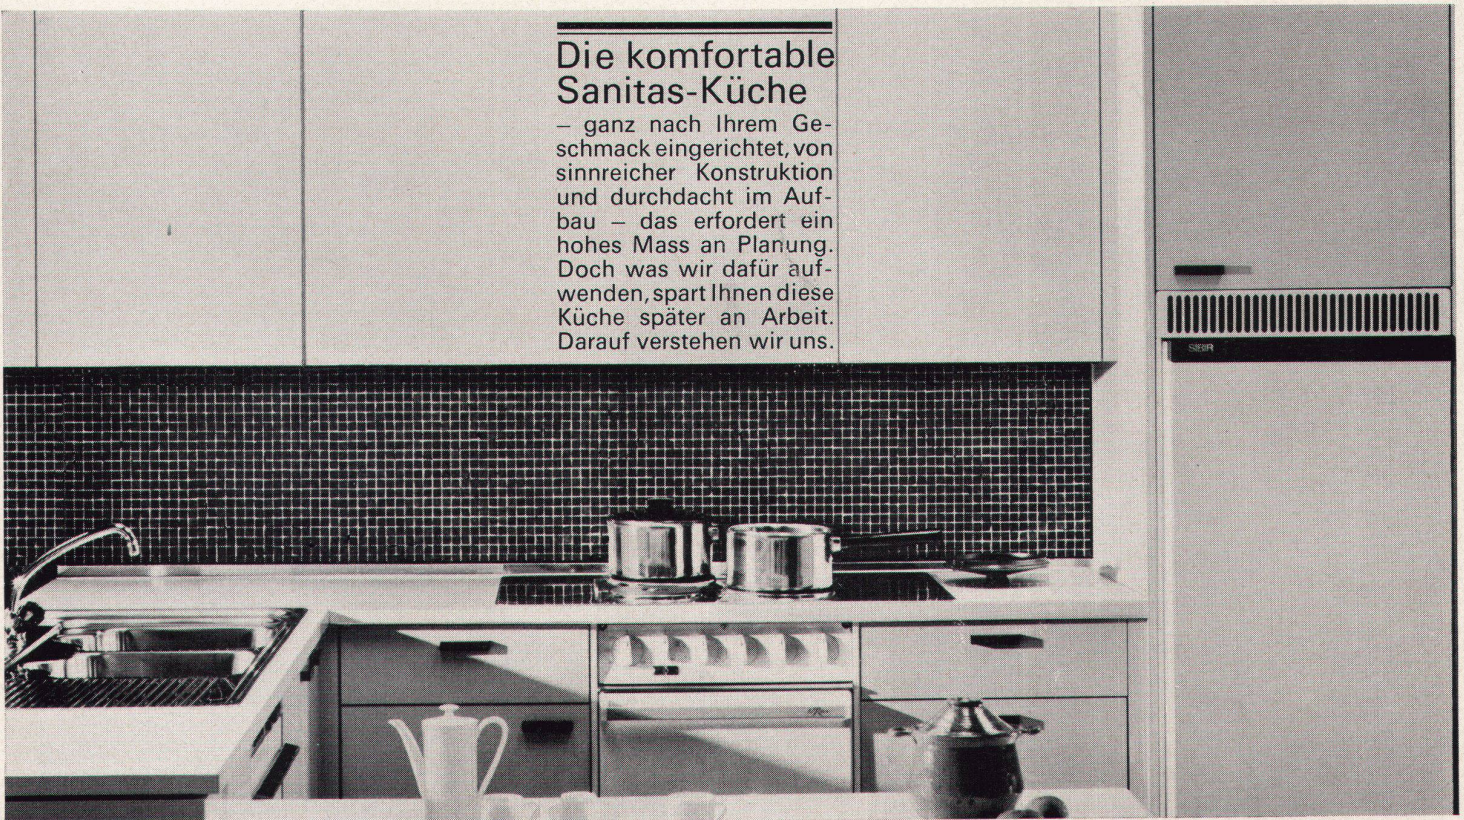 Die komfortable
Sanitas-Küche
– ganz nach Ihrem Ge-
schmack eingerichtet, von
sinnreicher Konstruktion
und durchdacht im Auf-
bau – das erfordert ein
hohes Mass an Planung.
Doch was wir dafür auf-
wenden, spart Ihnen diese
Küche später an Arbeit.
Darauf verstehen wir uns.
SIBIR